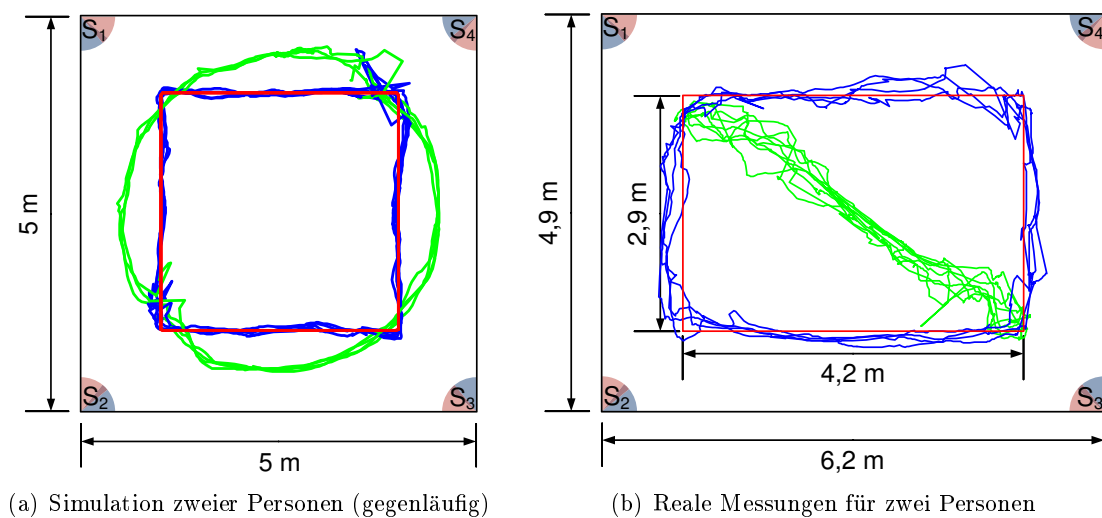 S1
S4
S2
S3
5 m
5 m
(a) Simulation zweier Personen (gegenläufig)
S1
S4
S2
S3
4,9 m
2,9 m
4,2 m
6,2 m
(b) Reale Messungen für zwei Personen